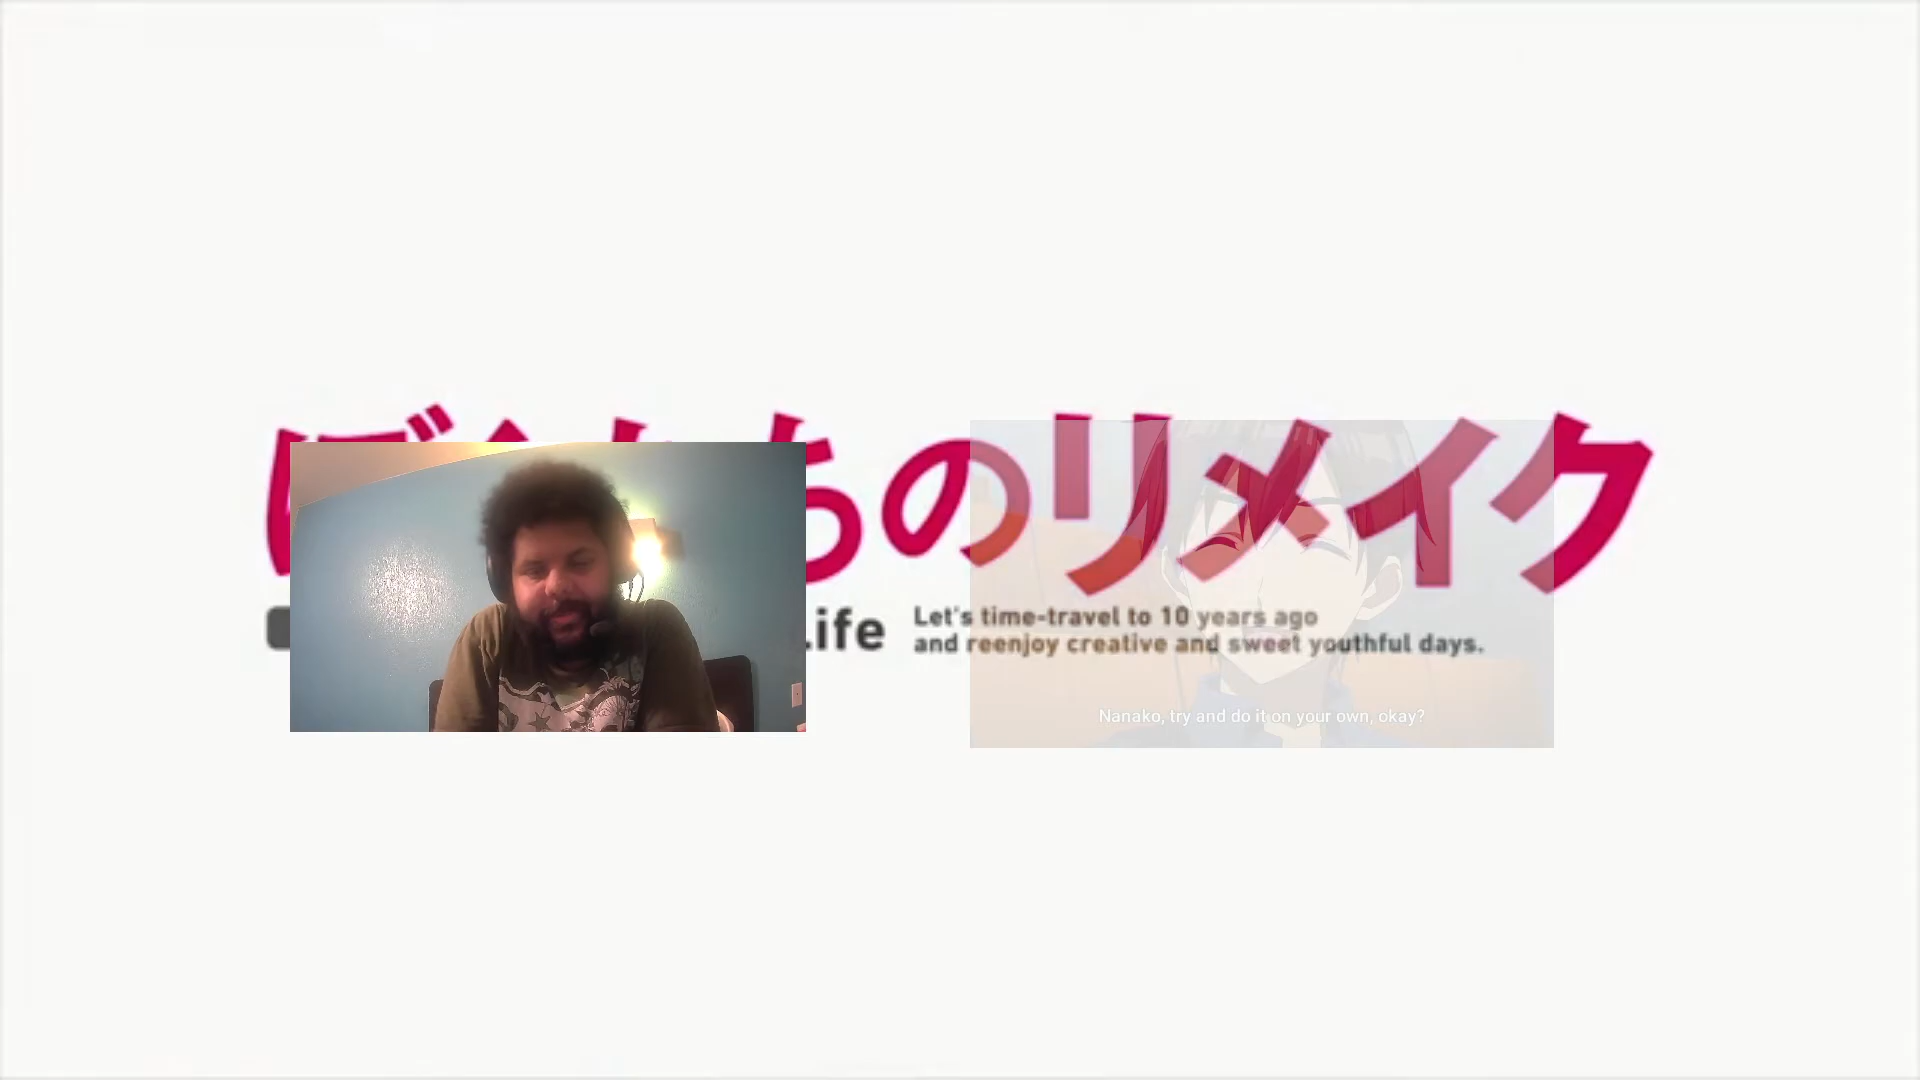 ちのリメイク
Life
Let's time-travel to 10 years ago
and reenjoy creative and sweet youthful days.
Nanako, try and do it on your own, okay?